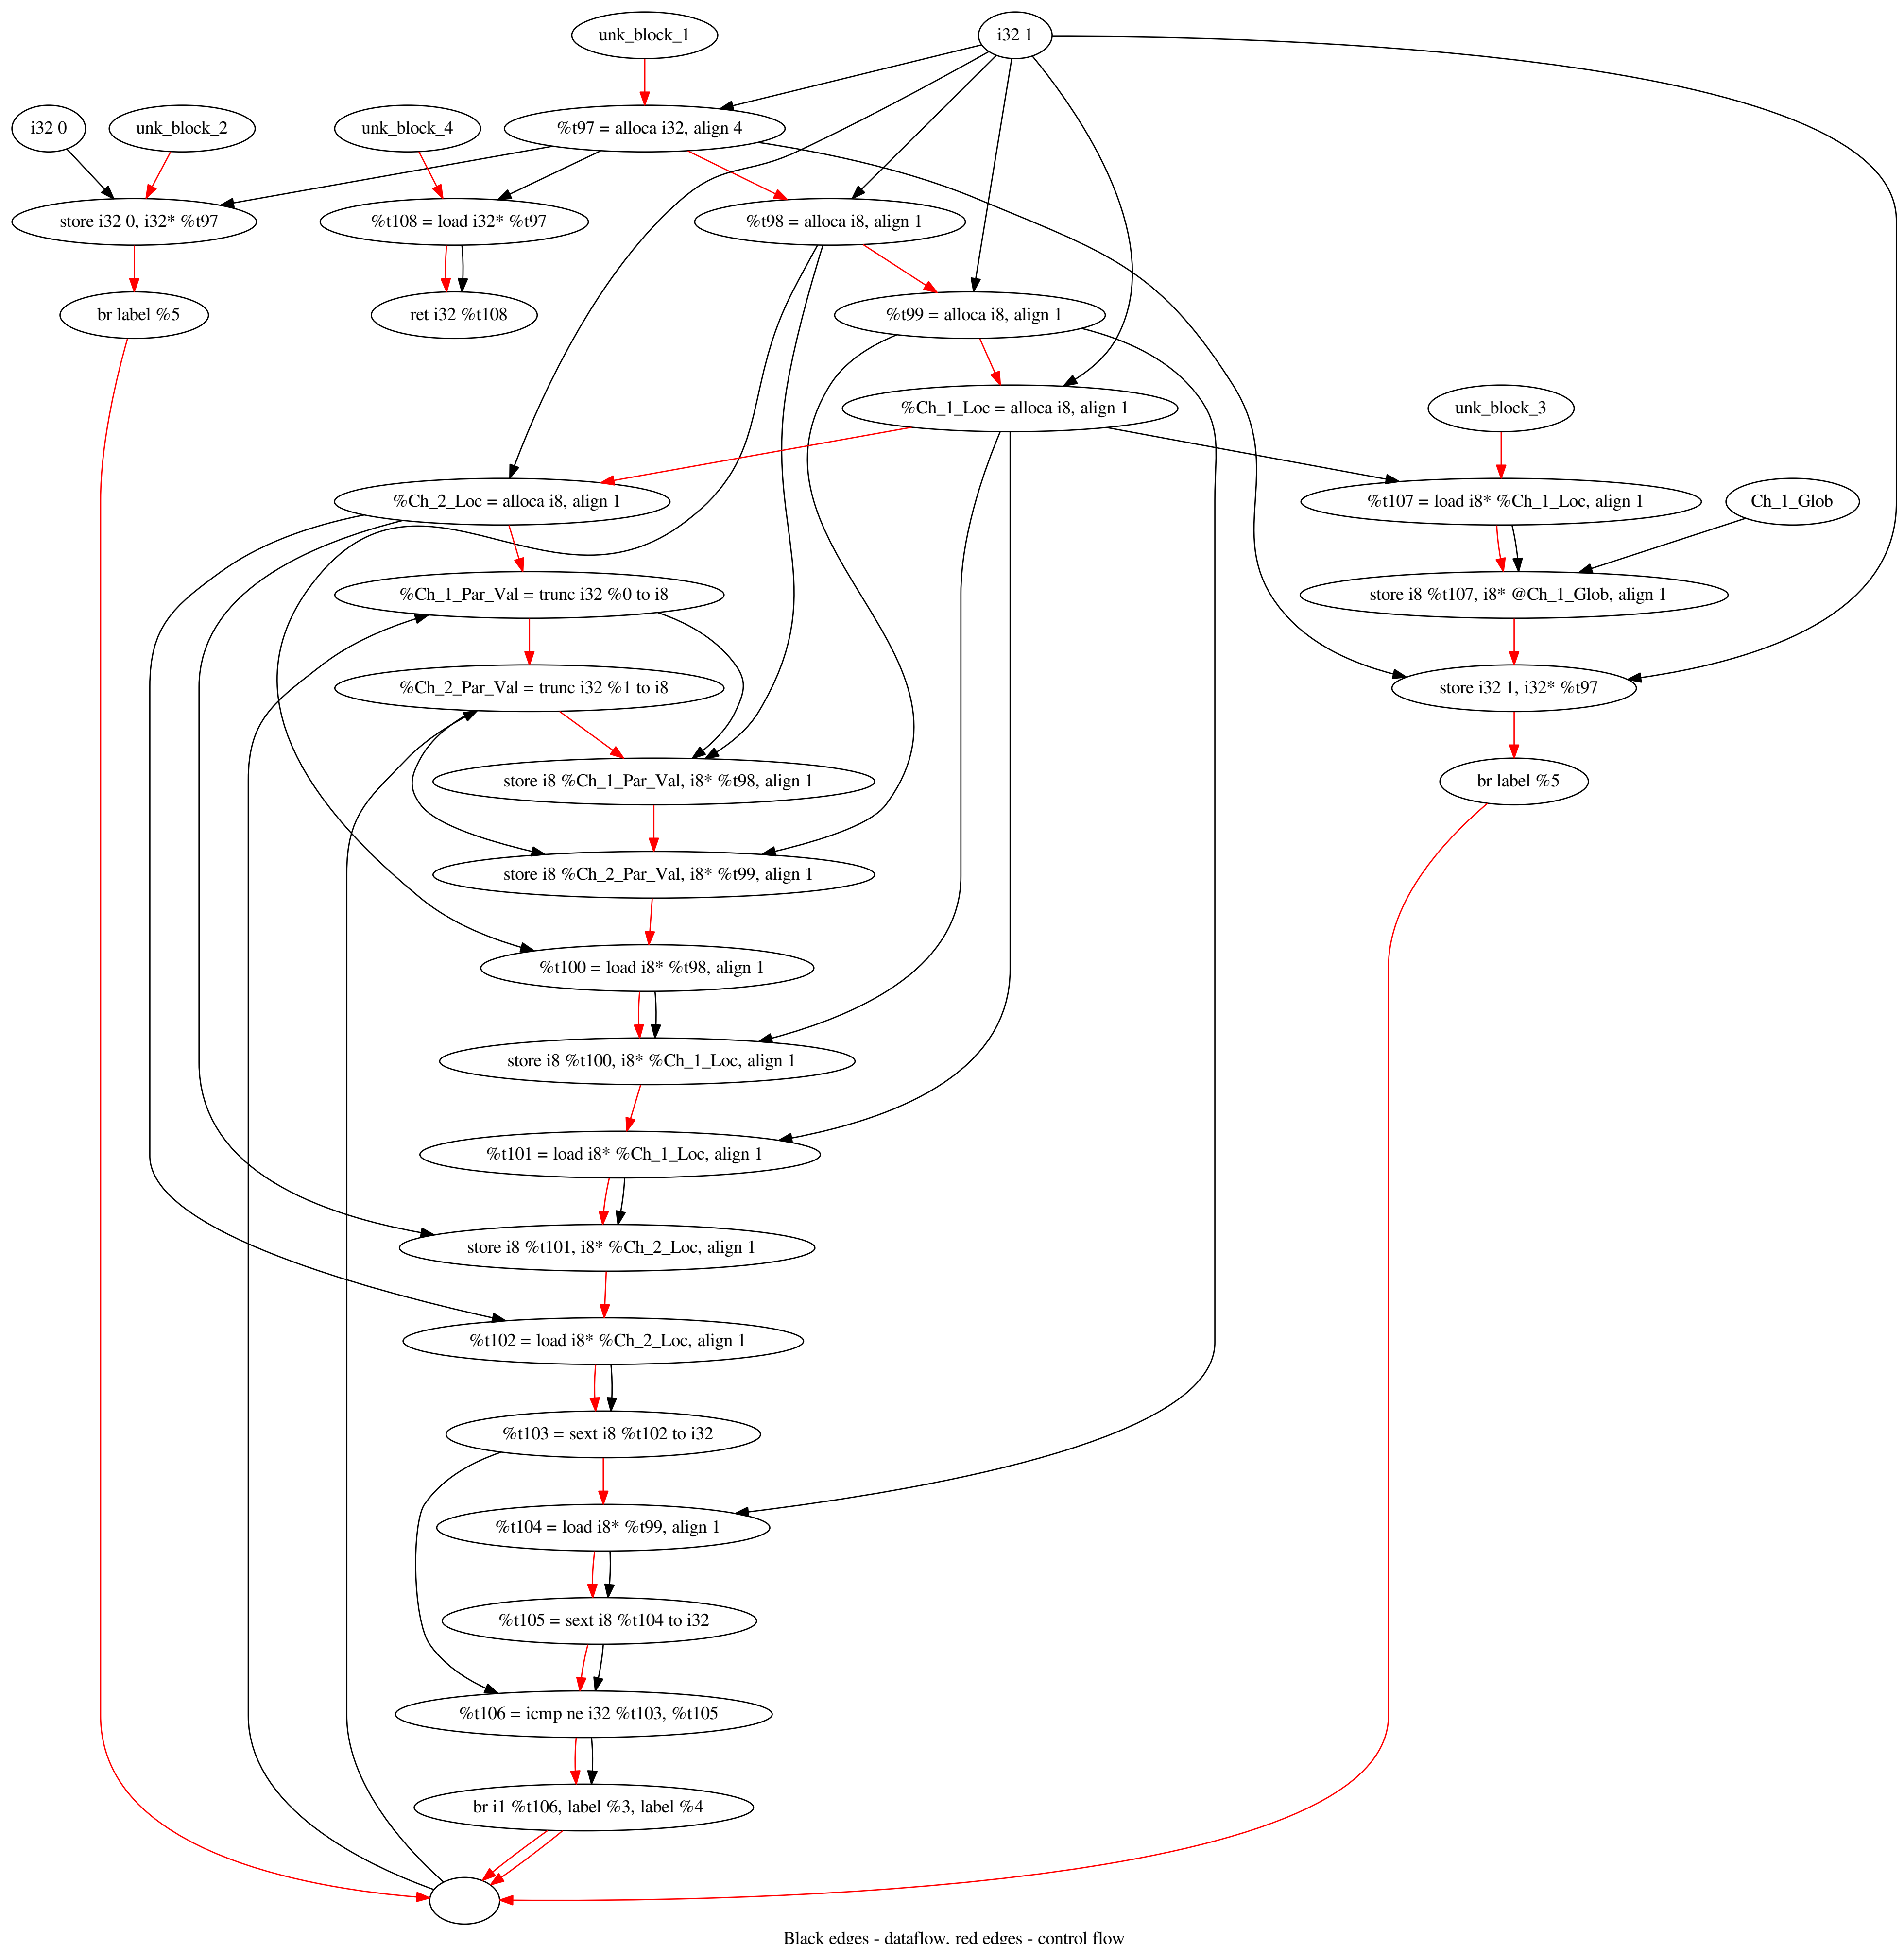 unk_block_1
i32 1
i32 0
unk_block_2
unk_block_4
%t97 = alloca i32, align 4
store i32 0, i32* %t97
%t108 = load i32* %t97
%t98 = alloca i8, align 1
br label %5
ret i32 %t108
%t99 = alloca i8, align 1
%Ch_1_Loc = alloca i8, align 1
unk_block_3
%Ch_2_Loc = alloca i8, align 1
%t107 = load i8* %Ch_1_Loc, align 1
Ch_1_Glob
%Ch_1_Par_Val = trunc i32 %0 to i8
store i8 %t107, i8* @Ch_1_Glob, align 1
%Ch_2_Par_Val = trunc i32 %1 to i8
store i32 1, i32* %t97
store i8 %Ch_1_Par_Val, i8* %t98, align 1
br label %5
store i8 %Ch_2_Par_Val, i8* %t99, align 1
%t100 = load i8* %t98, align 1
store i8 %t100, i8* %Ch_1_Loc, align 1
%t101 = load i8* %Ch_1_Loc, align 1
store i8 %t101, i8* %Ch_2_Loc, align 1
%t102 = load i8* %Ch_2_Loc, align 1
%t103 = sext i8 %t102 to i32
%t104 = load i8* %t99, align 1
%t105 = sext i8 %t104 to i32
%t106 = icmp ne i32 %t103, %t105
br i1 %t106, label %3, label %4
Black edges - dataflow, red edges - control flow